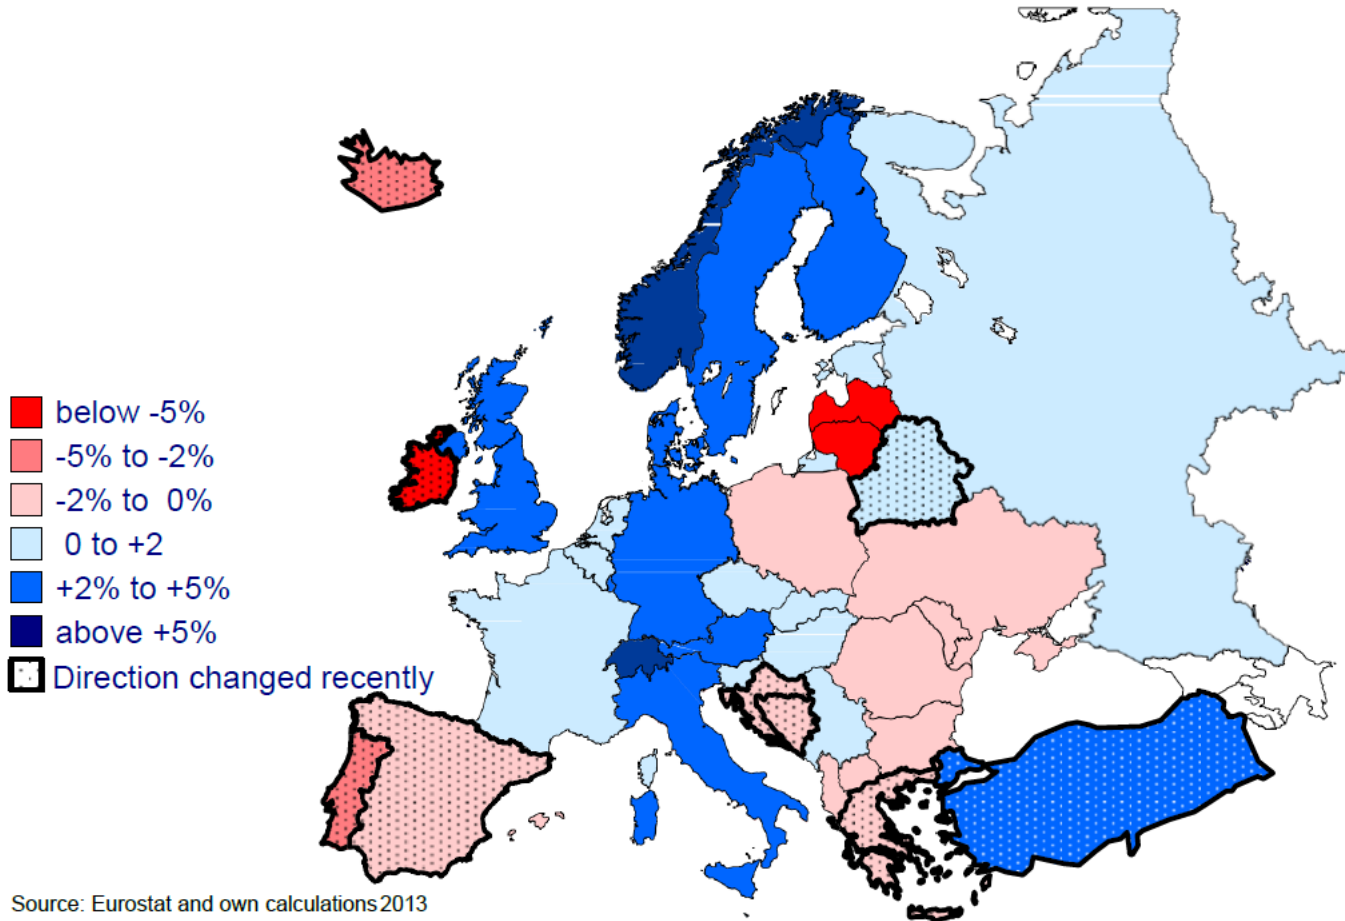 below -5%
-5% to -2%
-2% to 0%
0 to +2
+2% to +5%
above +5%
Direction changed recently
Source: Eurostat and own calculations 2013